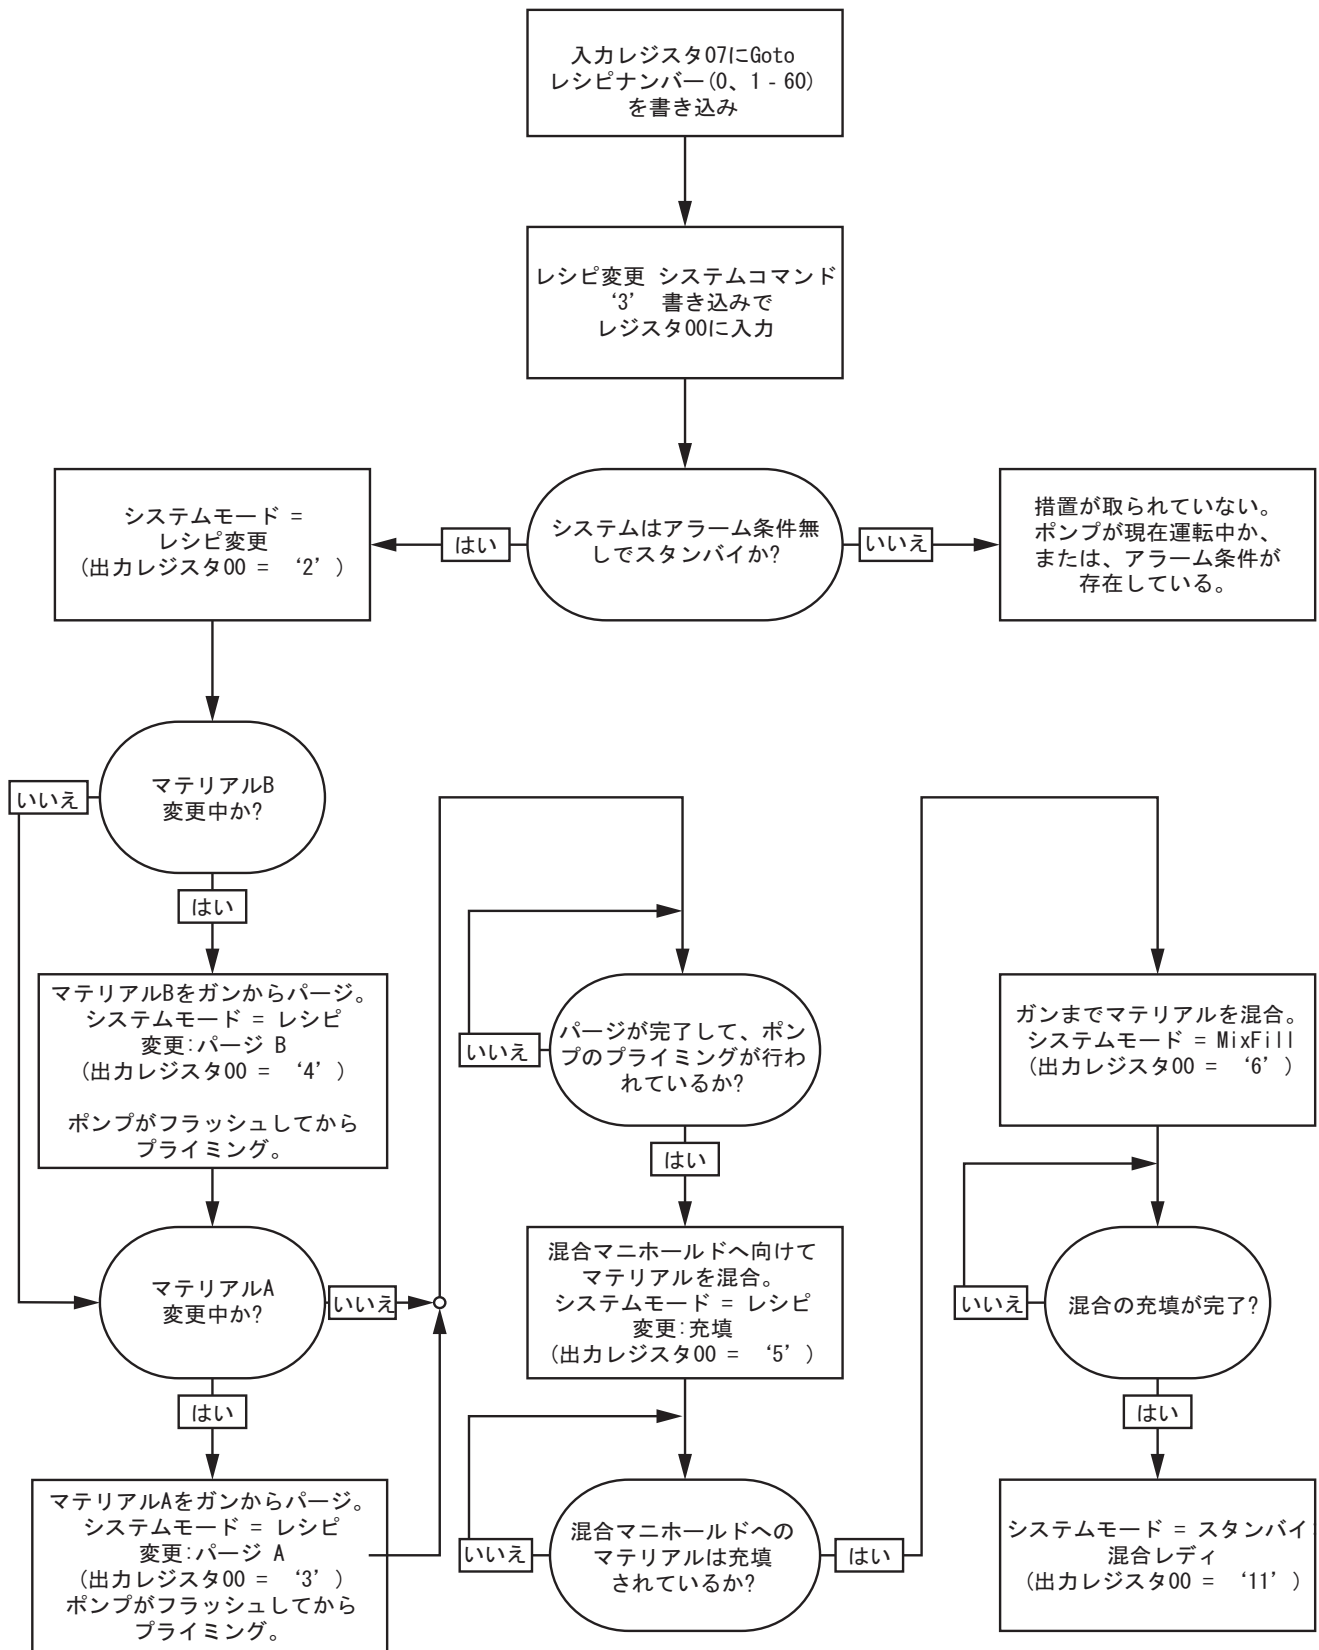 入力レジスタ07にGoto
レシピナンバー(0、1 - 60)
を書き込み
レシピ変更 システムコマンド
‘3’ 書き込みで
レジスタ00に入力
システムモード =
レシピ変更
(出力レジスタ00 = ‘2’)
はい
システムはアラーム条件無
しでスタンバイか?
いいえ
措置が取られていない。
ポンプが現在運転中か、
または、アラーム条件が
存在している。
マテリアルB
変更中か?
いいえ
はい
マテリアルBをガンからパージ。
システムモード = レシピ
変更:パージ B
(出力レジスタ00 = ‘4’)
ポンプがフラッシュしてから
プライミング。
マテリアルA
変更中か?
いいえ
はい
マテリアルAをガンからパージ。
システムモード = レシピ
変更:パージ A
(出力レジスタ00 = ‘3’)
ポンプがフラッシュしてから
プライミング。
パージが完了して、ポン
プのプライミングが行わ
れているか?
いいえ
はい
混合マニホールドへ向けて
マテリアルを混合。
システムモード = レシピ
変更:充填
(出力レジスタ00 = ‘5’)
混合マニホールドへの
マテリアルは充填
されているか?
いいえ
はい
ガンまでマテリアルを混合。
システムモード = MixFill
(出力レジスタ00 = ‘6’)
混合の充填が完了?
いいえ
はい
システムモード = スタンバイ:
混合レディ
(出力レジスタ00 = ‘11’)